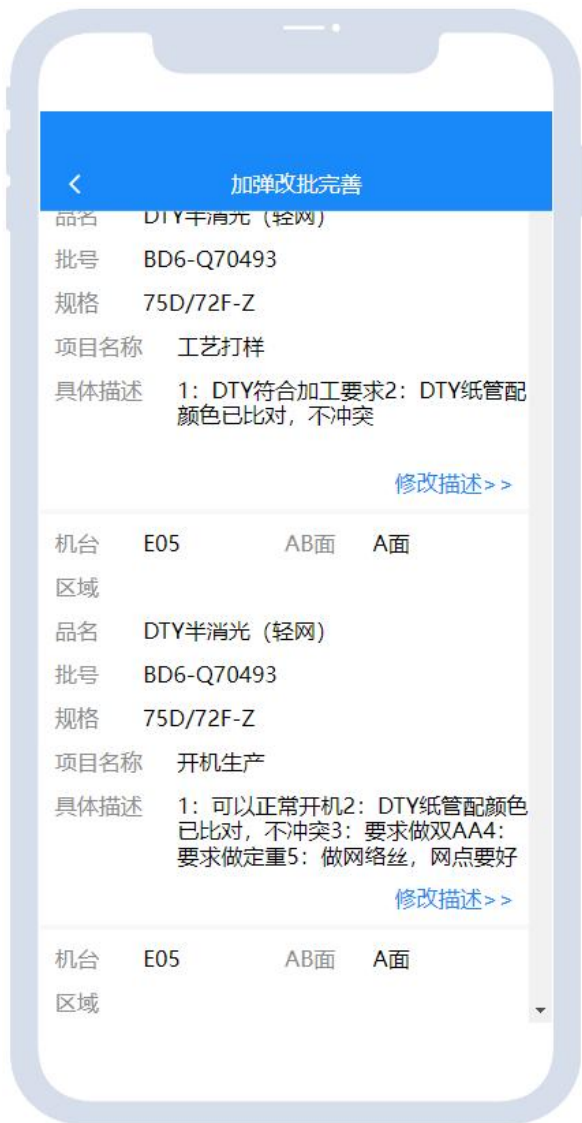 加弹改批完善
品名 DTY半消光（轻网）
批号 BD6-Q70493
规格 75D/72F-Z
项目名称 工艺打样
具体描述 1：DTY符合加工要求2：DTY纸管配
颜色已比对，不冲突
修改描述>>
机台 E05 AB面 A面
区域
品名 DTY半消光（轻网）
批号 BD6-Q70493
规格 75D/72F-Z
项目名称 开机生产
具体描述 1：可以正常开机2：DTY纸管配颜色
已比对，不冲突3：要求做双AA4：
要求做定重5：做网络丝，网点要好
修改描述>>
机台 E05 AB面 A面
区域